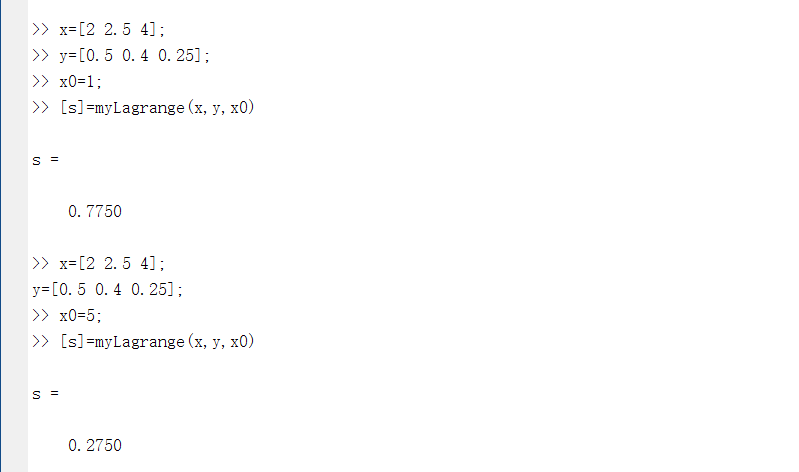 >> x=[2 2.5 4];
>> y=[0.5 0.4 0.25];
>> x0=1;
>> [s]=myLagrange(x,y,x0)
s =
0.7750
>> x=[2 2.5 4];
y=[0.5 0.4 0.25];
>> x0=5;
>> [s]=myLagrange(x,y,x0)
s =
0.2750